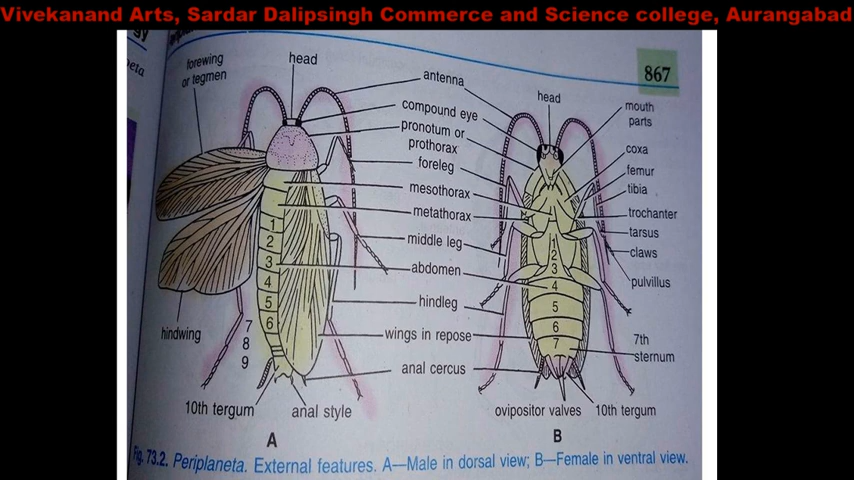 Vivekanand Arts, Sardar Dalipsingh Commerce and Science college, Aurangabad
867
forewing
or tegmen
head
antenna
compound eye
pronotum or
prothorax
foreleg
mesothorax
metathorax
middle leg
abdomen
hindleg
wings in repose
anal cercus
hindwing
1
2
3
4
5
6
7
8
9
10th tergum
anal style
A
head
mouth
parts
coxa
femur
tibia
trochanter
tarsus
claws
pulvillus
1
2
3
4
5
6
7
7th
sternum
ovipositor valves
10th tergum
B
Fig. 73.2. Periplaneta. External features. A—Male in dorsal view; B—Female in ventral view.